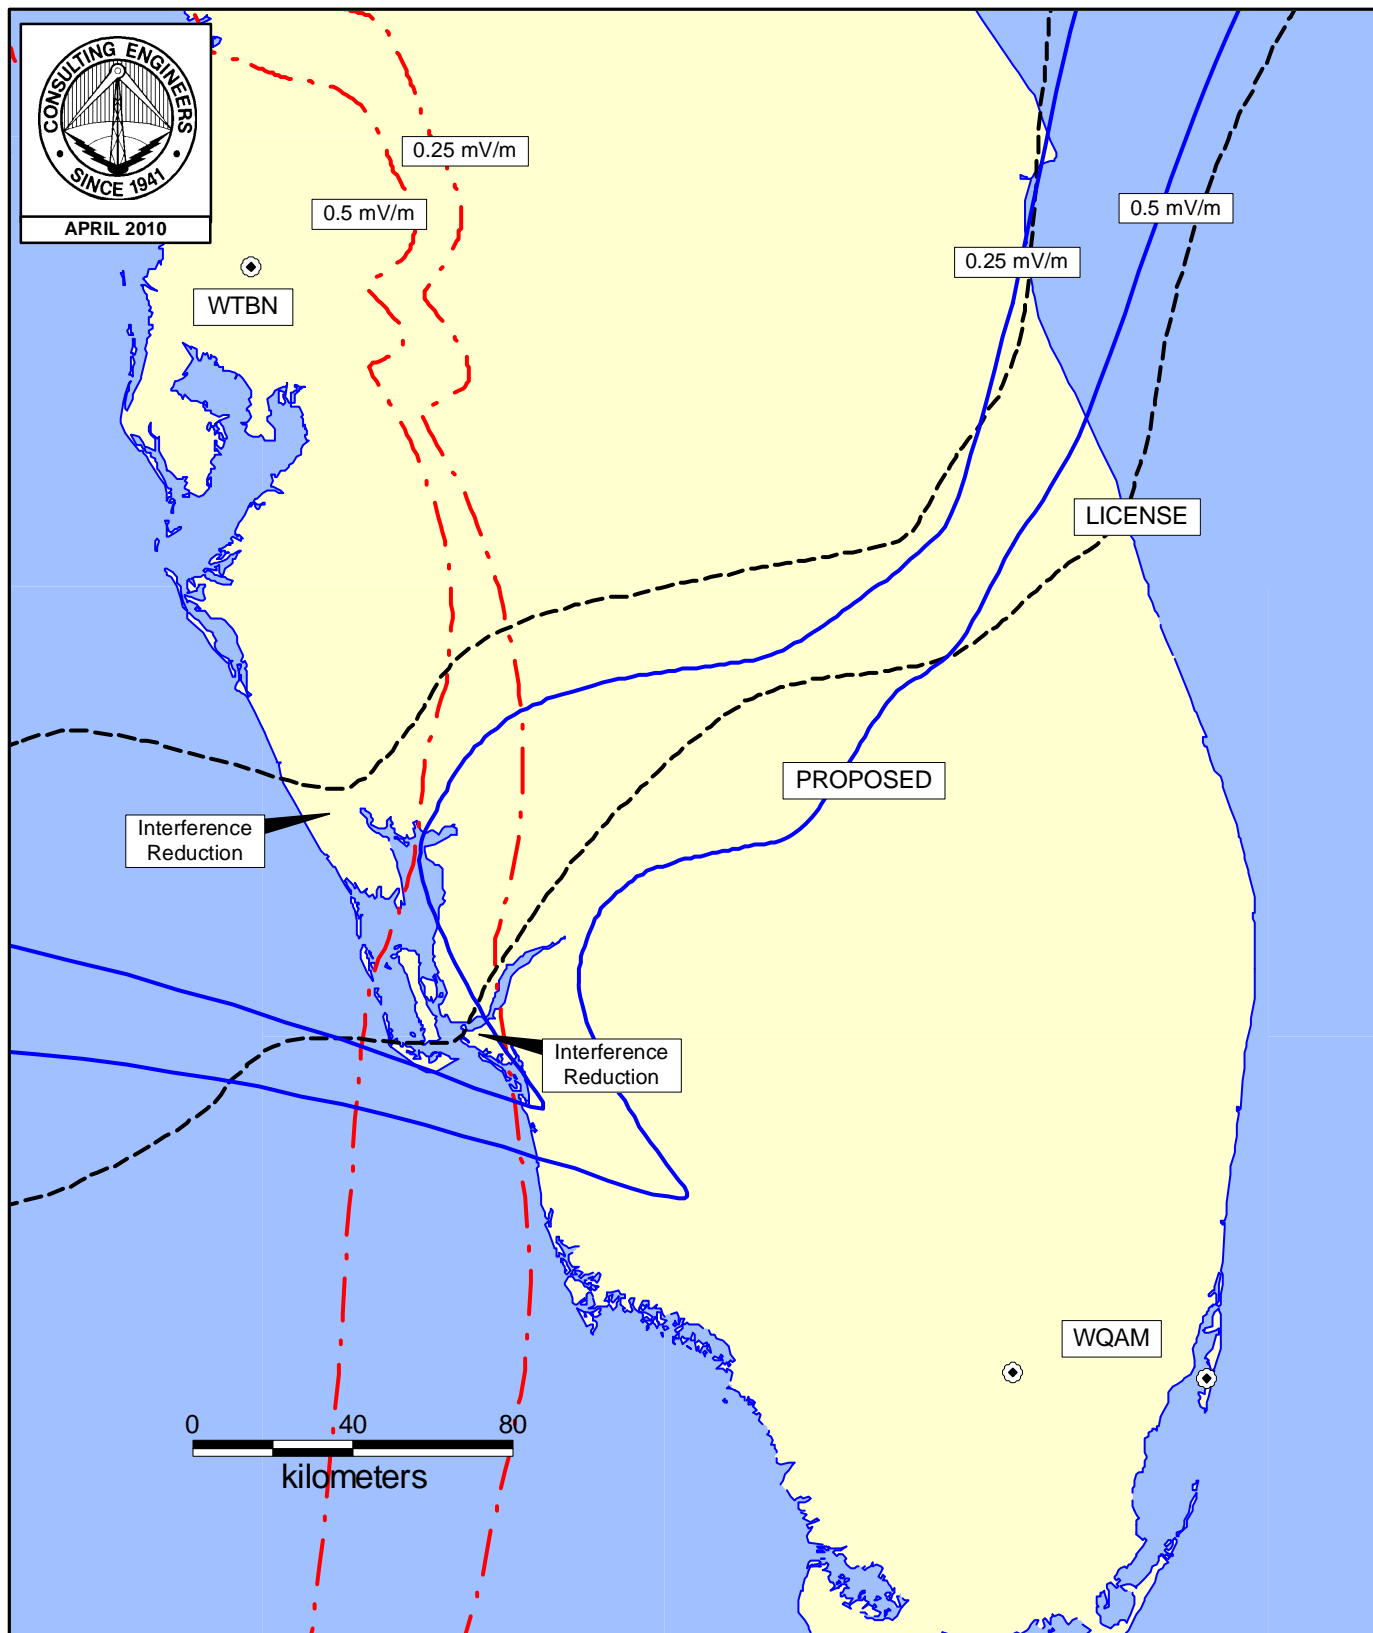 CONSULTING ENGINEERS
SINCE 1941
APRIL 2010
0.25 mV/m
0.5 mV/m
0.5 mV/m
0.25 mV/m
WTBN
LICENSE
PROPOSED
Interference
Reduction
Interference
Reduction
WQAM
0 40 80
kilometers